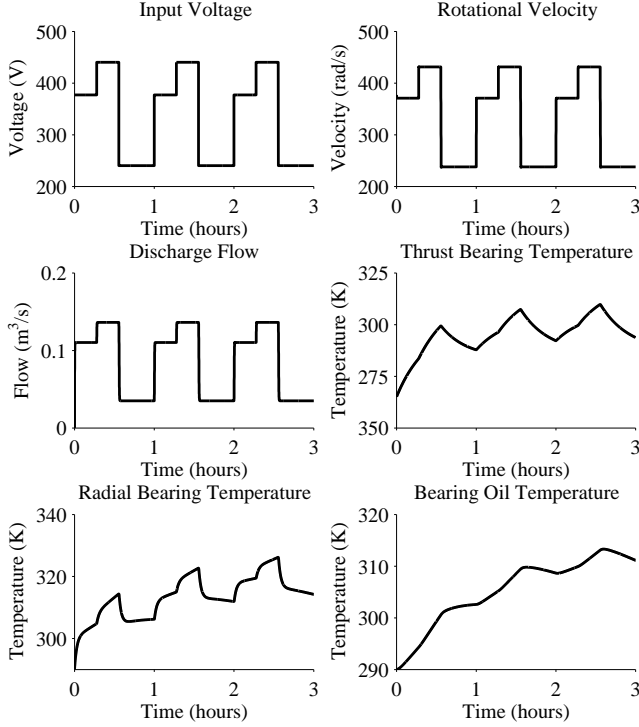 Input Voltage
Voltage (V)
500
400
300
200
0
1
2
3
Time (hours)
Rotational Velocity
Velocity (rad/s)
500
400
300
200
0
1
2
3
Time (hours)
Discharge Flow
Flow (m³/s)
0.2
0.1
0
0
1
2
3
Time (hours)
Thrust Bearing Temperature
Temperature (K)
325
300
275
350
0
1
2
3
Time (hours)
Radial Bearing Temperature
Temperature (K)
340
320
300
0
1
2
3
Time (hours)
Bearing Oil Temperature
Temperature (K)
320
310
300
290
0
1
2
3
Time (hours)